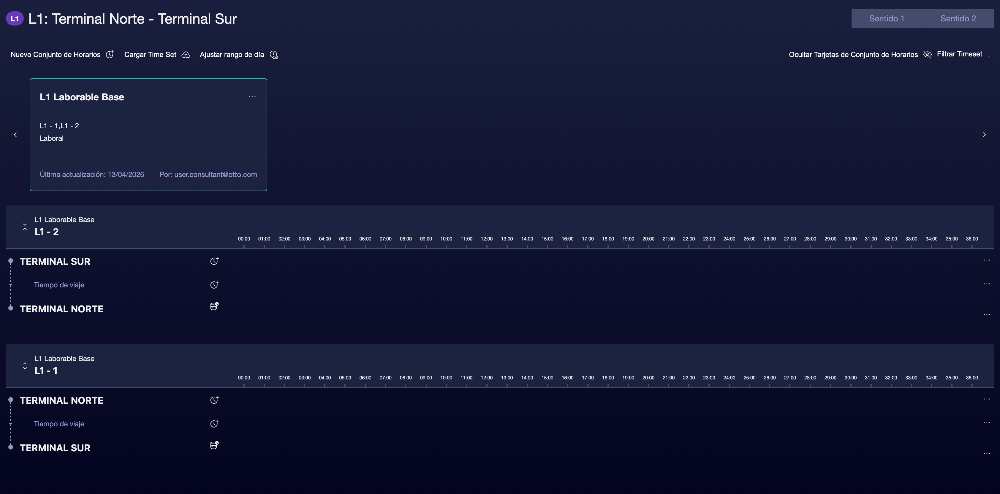 L1 L1: Terminal Norte - Terminal Sur Sentido 1 Sentido 2
Nuevo Conjunto de Horarios Cargar Time Set Ajustar rango de día Ocultar Tarjetas de Conjunto de Horarios Filtrar Timeset
L1 Laborable Base
L1 - 1,L1 - 2
Laboral
Última actualización: 13/04/2026 Por: user.consultant@otto.com
L1 Laborable Base
L1 - 2
00:00 01:00 02:00 03:00 04:00 05:00 06:00 07:00 08:00 09:00 10:00 11:00 12:00 13:00 14:00 15:00 16:00 17:00 18:00 19:00 20:00 21:00 22:00 23:00 24:00 25:00 26:00 27:00 28:00 29:00 30:00 31:00 32:00 33:00 34:00 35:00 36:00
TERMINAL SUR
Tiempo de viaje
TERMINAL NORTE
L1 Laborable Base
L1 - 1
00:00 01:00 02:00 03:00 04:00 05:00 06:00 07:00 08:00 09:00 10:00 11:00 12:00 13:00 14:00 15:00 16:00 17:00 18:00 19:00 20:00 21:00 22:00 23:00 24:00 25:00 26:00 27:00 28:00 29:00 30:00 31:00 32:00 33:00 34:00 35:00 36:00
TERMINAL NORTE
Tiempo de viaje
TERMINAL SUR